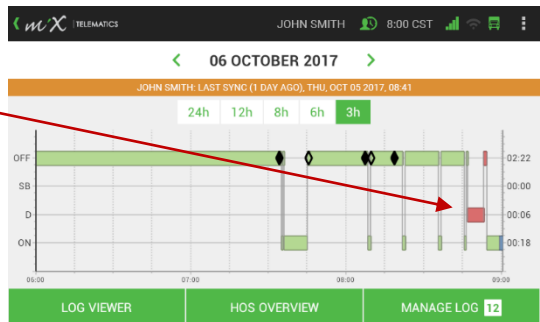 miX TELEMATICS JOHN SMITH 8:00 CST
06 OCTOBER 2017
JOHN SMITH: LAST SYNC (1 DAY AGO), THU, OCT 05 2017, 08:41
24h 12h 8h 6h 3h
OFF 02:22
SB 00:00
D 00:06
ON 00:18
06:00 07:00 08:00 09:00
LOG VIEWER HOS OVERVIEW MANAGE LOG 12